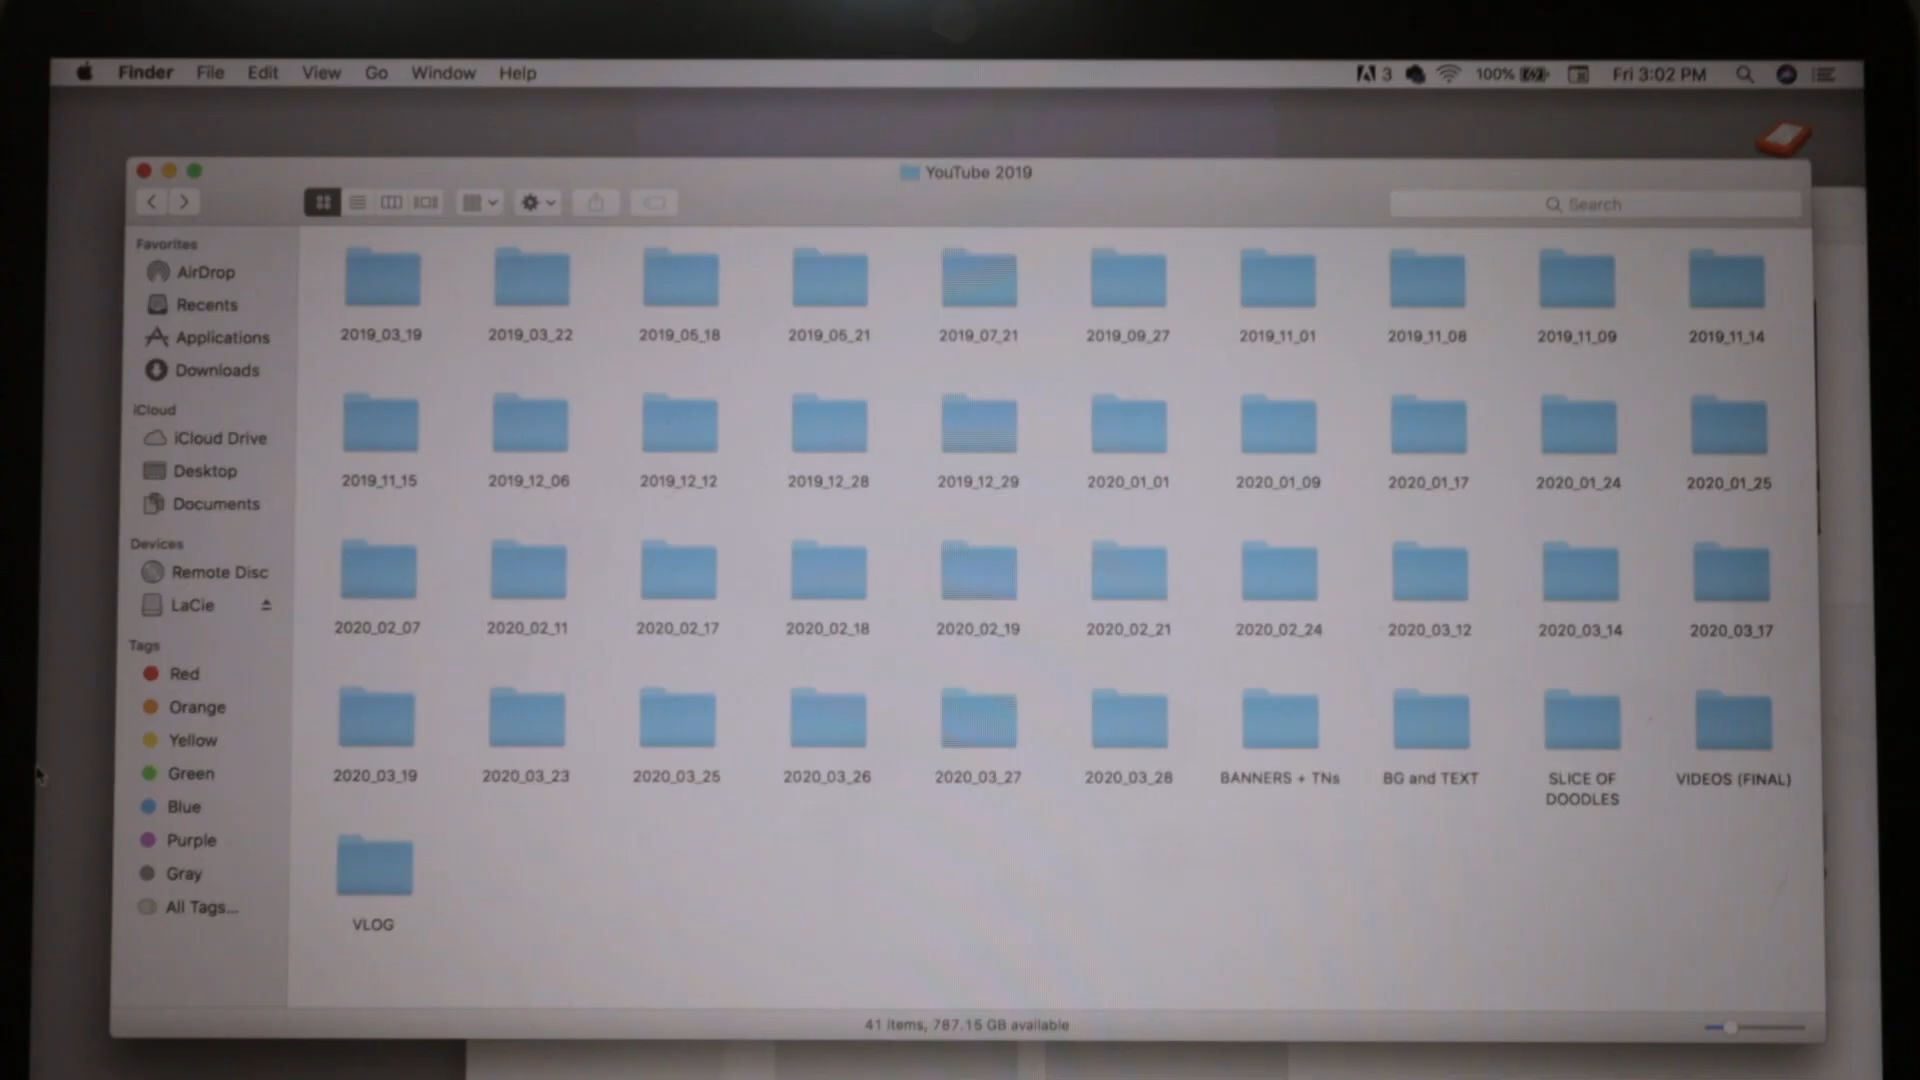 Finder File Edit View Go Window Help
3 100% Fri 3:02 PM
YouTube 2019
Search
Favorites
AirDrop
Recents
Applications
Downloads
iCloud
iCloud Drive
Desktop
Documents
Devices
Remote Disc
LaCie
Tags
Red
Orange
Yellow
Green
Blue
Purple
Gray
All Tags...
2019_03_19 2019_03_22 2019_05_18 2019_05_21 2019_07_21 2019_09_27 2019_11_01 2019_11_08 2019_11_09 2019_11_14
2019_11_15 2019_12_06 2019_12_12 2019_12_28 2019_12_29 2020_01_01 2020_01_09 2020_01_17 2020_01_24 2020_01_25
2020_02_07 2020_02_11 2020_02_17 2020_02_18 2020_02_19 2020_02_21 2020_02_24 2020_03_12 2020_03_14 2020_03_17
2020_03_19 2020_03_23 2020_03_25 2020_03_26 2020_03_27 2020_03_28 BANNERS + TNs BG and TEXT SLICE OF VIDEOS (FINAL)
DOODLES
VLOG
41 items, 787.15 GB available